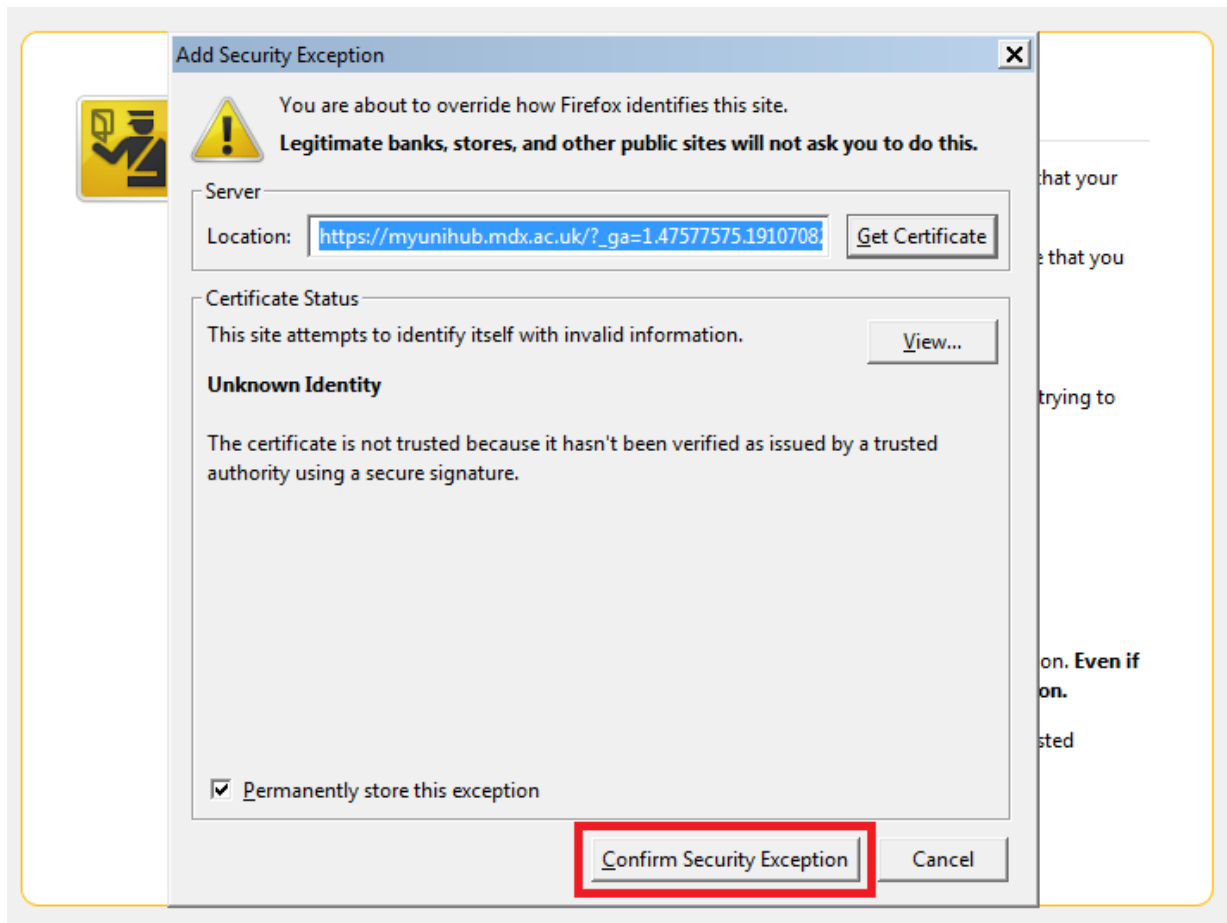 Add Security Exception
You are about to override how Firefox identifies this site.
Legitimate banks, stores, and other public sites will not ask you to do this.
that your
Server
Location: https://myunihub.mdx.ac.uk/?_ga=1.47577575.19107082 Get Certificate
e that you
Certificate Status
This site attempts to identify itself with invalid information.
View...
Unknown Identity
trying to
The certificate is not trusted because it hasn't been verified as issued by a trusted
authority using a secure signature.
on. Even if
on.
sted
Permanently store this exception
Confirm Security Exception Cancel